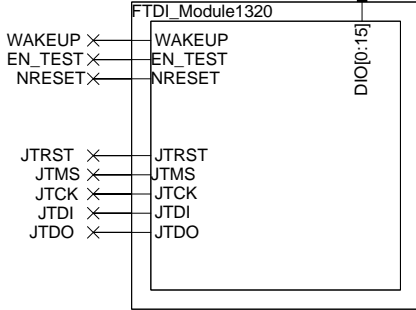 FTDI_Module1320
WAKEUP WAKEUP
EN_TEST EN_TEST
NRESET NRESET
DIO[0:15]
JTRST JTRST
JTMS JTMS
JTCK JTCK
JTDI JTDI
JTDO JTDO